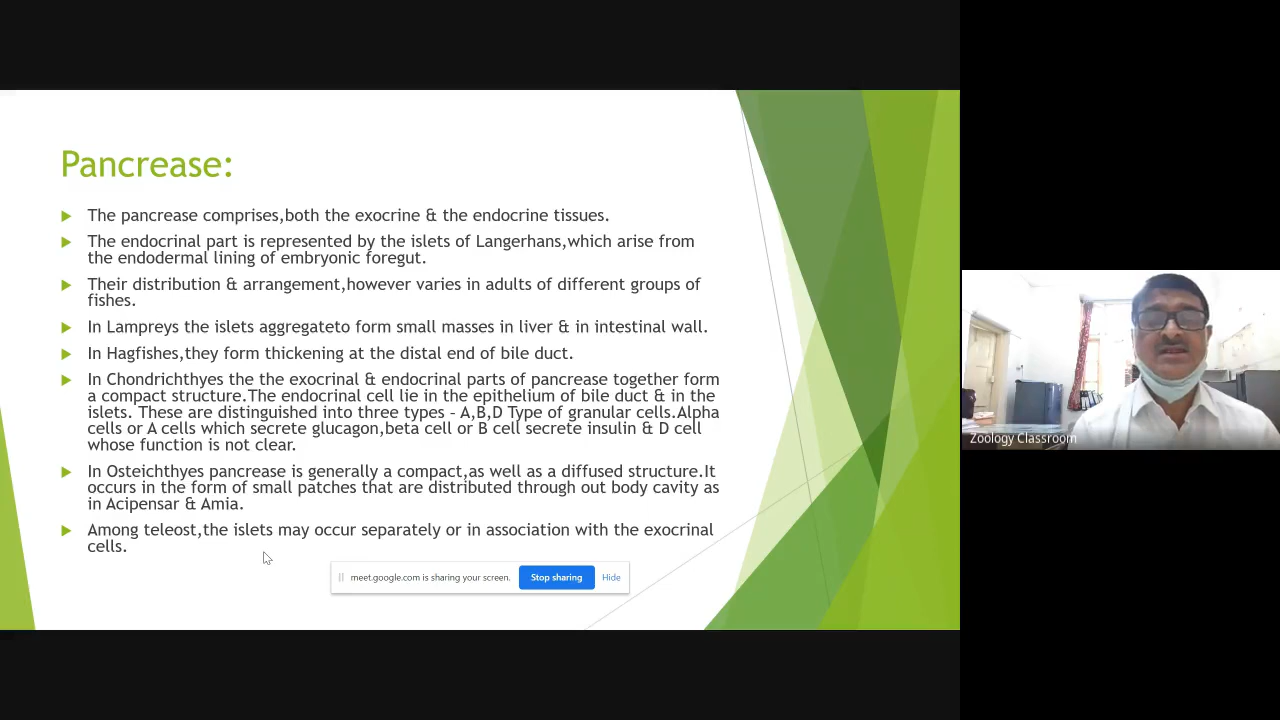 Pancrease:
The pancrease comprises,both the exocrine & the endocrine tissues.
The endocrinal part is represented by the islets of Langerhans,which arise from
the endodermal lining of embryonic foregut.
Their distribution & arrangement,however varies in adults of different groups of
fishes.
In Lampreys the islets aggregateto form small masses in liver & in intestinal wall.
In Hagfishes,they form thickening at the distal end of bile duct.
In Chondrichthyes the the exocrinal & endocrinal parts of pancrease together form
a compact structure.The endocrinal cell lie in the epithelium of bile duct & in the
islets. These are distinguished into three types – A,B,D Type of granular cells.Alpha
cells or A cells which secrete glucagon,beta cell or B cell secrete insulin & D cell
whose function is not clear.
In Osteichthyes pancrease is generally a compact,as well as a diffused structure.It
occurs in the form of small patches that are distributed through out body cavity as
in Acipensar & Amia.
Among teleost,the islets may occur separately or in association with the exocrinal
cells.
meet.google.com is sharing your screen.
Stop sharing
Hide
Zoology Classroom